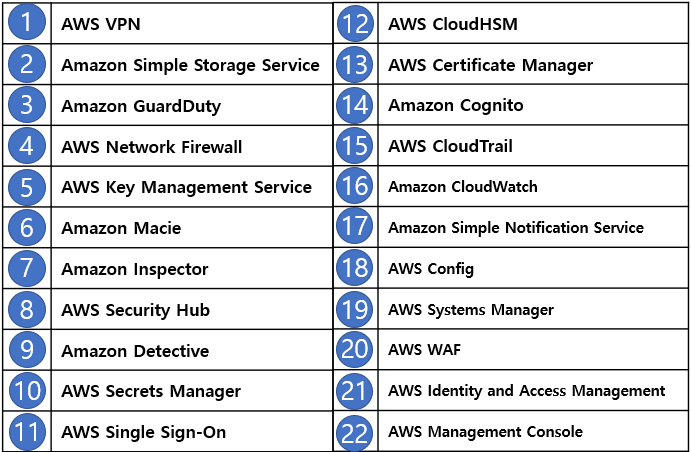 1 AWS VPN
2 Amazon Simple Storage Service
3 Amazon GuardDuty
4 AWS Network Firewall
5 AWS Key Management Service
6 Amazon Macie
7 Amazon Inspector
8 AWS Security Hub
9 Amazon Detective
10 AWS Secrets Manager
11 AWS Single Sign-On
12 AWS CloudHSM
13 AWS Certificate Manager
14 Amazon Cognito
15 AWS CloudTrail
16 Amazon CloudWatch
17 Amazon Simple Notification Service
18 AWS Config
19 AWS Systems Manager
20 AWS WAF
21 AWS Identity and Access Management
22 AWS Management Console